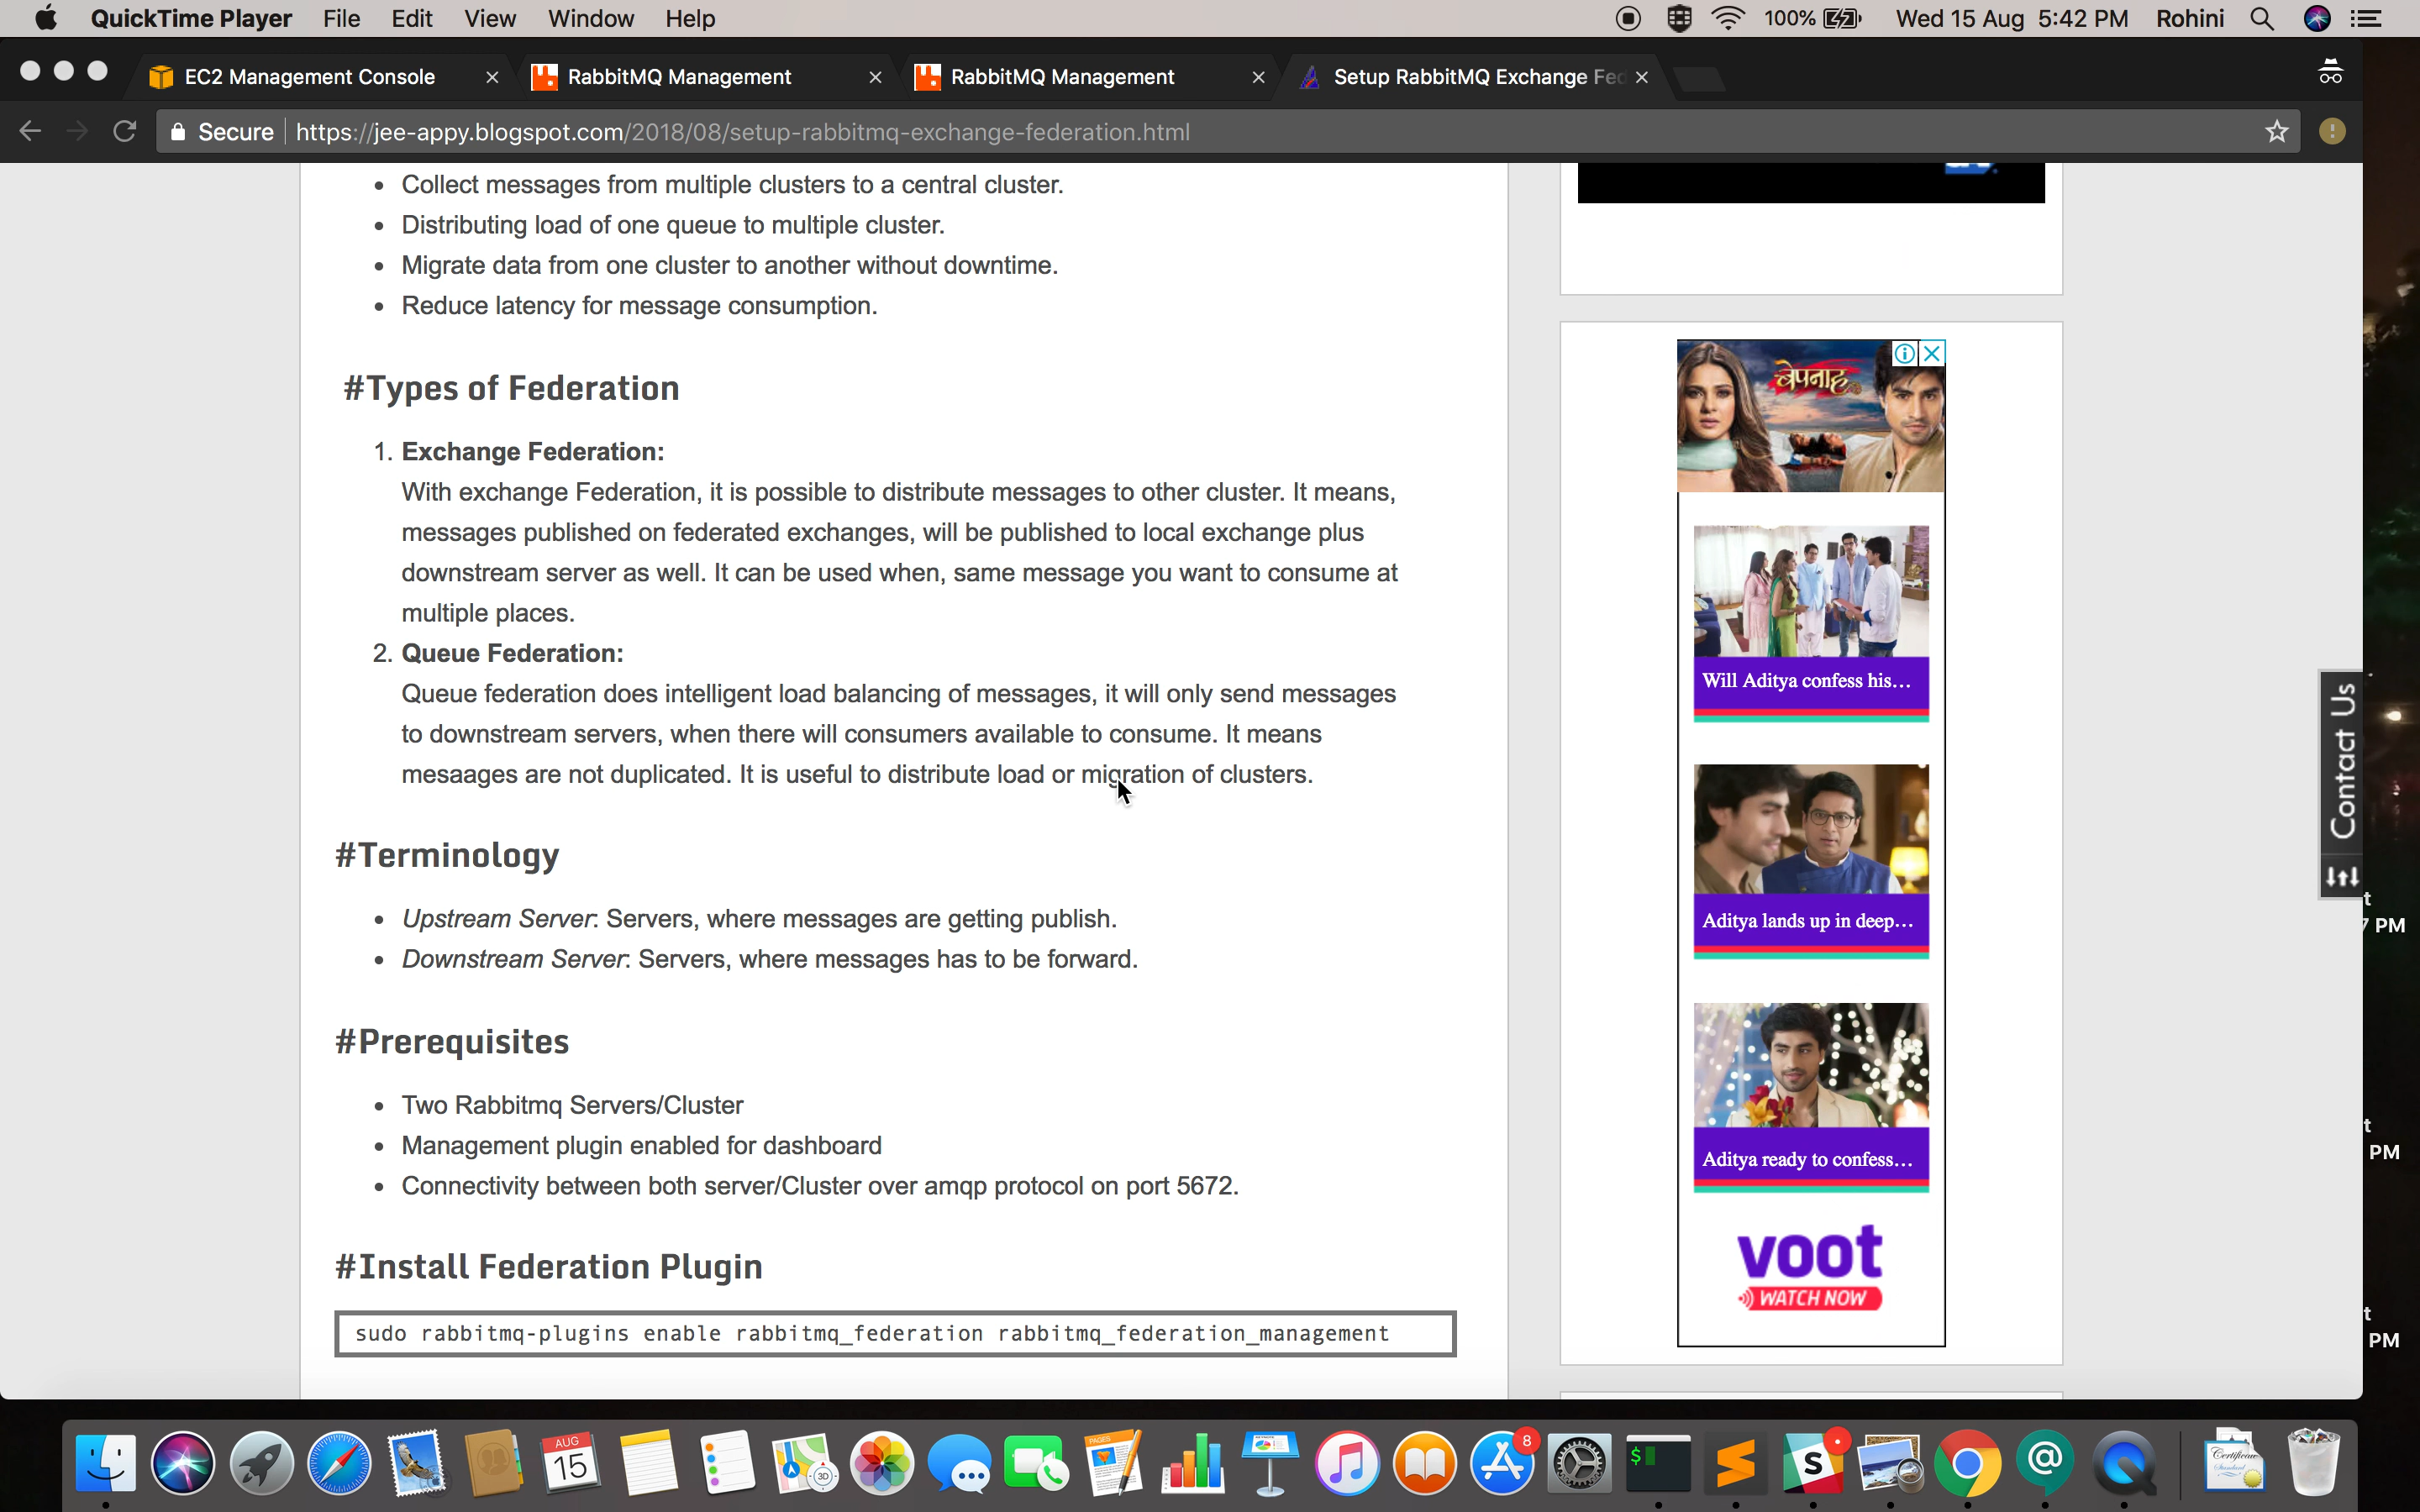 QuickTime Player File Edit View Window Help 100% Wed 15 Aug 5:42 PM Rohini
EC2 Management Console RabbitMQ Management RabbitMQ Management Setup RabbitMQ Exchange Fed
Secure https://jee-appy.blogspot.com/2018/08/setup-rabbitmq-exchange-federation.html
Collect messages from multiple clusters to a central cluster.
Distributing load of one queue to multiple cluster.
Migrate data from one cluster to another without downtime.
Reduce latency for message consumption.
#Types of Federation
1. Exchange Federation:
With exchange Federation, it is possible to distribute messages to other cluster. It means,
messages published on federated exchanges, will be published to local exchange plus
downstream server as well. It can be used when, same message you want to consume at
multiple places.
2. Queue Federation:
Queue federation does intelligent load balancing of messages, it will only send messages
to downstream servers, when there will consumers available to consume. It means
mesaages are not duplicated. It is useful to distribute load or migration of clusters.
#Terminology
Upstream Server: Servers, where messages are getting publish.
Downstream Server: Servers, where messages has to be forward.
#Prerequisites
Two Rabbitmq Servers/Cluster
Management plugin enabled for dashboard
Connectivity between both server/Cluster over amqp protocol on port 5672.
#Install Federation Plugin
sudo rabbitmq-plugins enable rabbitmq_federation rabbitmq_federation_management
बेपनाह
Will Aditya confess his...
Aditya lands up in deep...
Aditya ready to confess...
voot
WATCH NOW
Contact Us
t
7 PM
t
PM
t
PM
AUG
15
3D
PAGES
8
$
S
@
Certificate
Standard